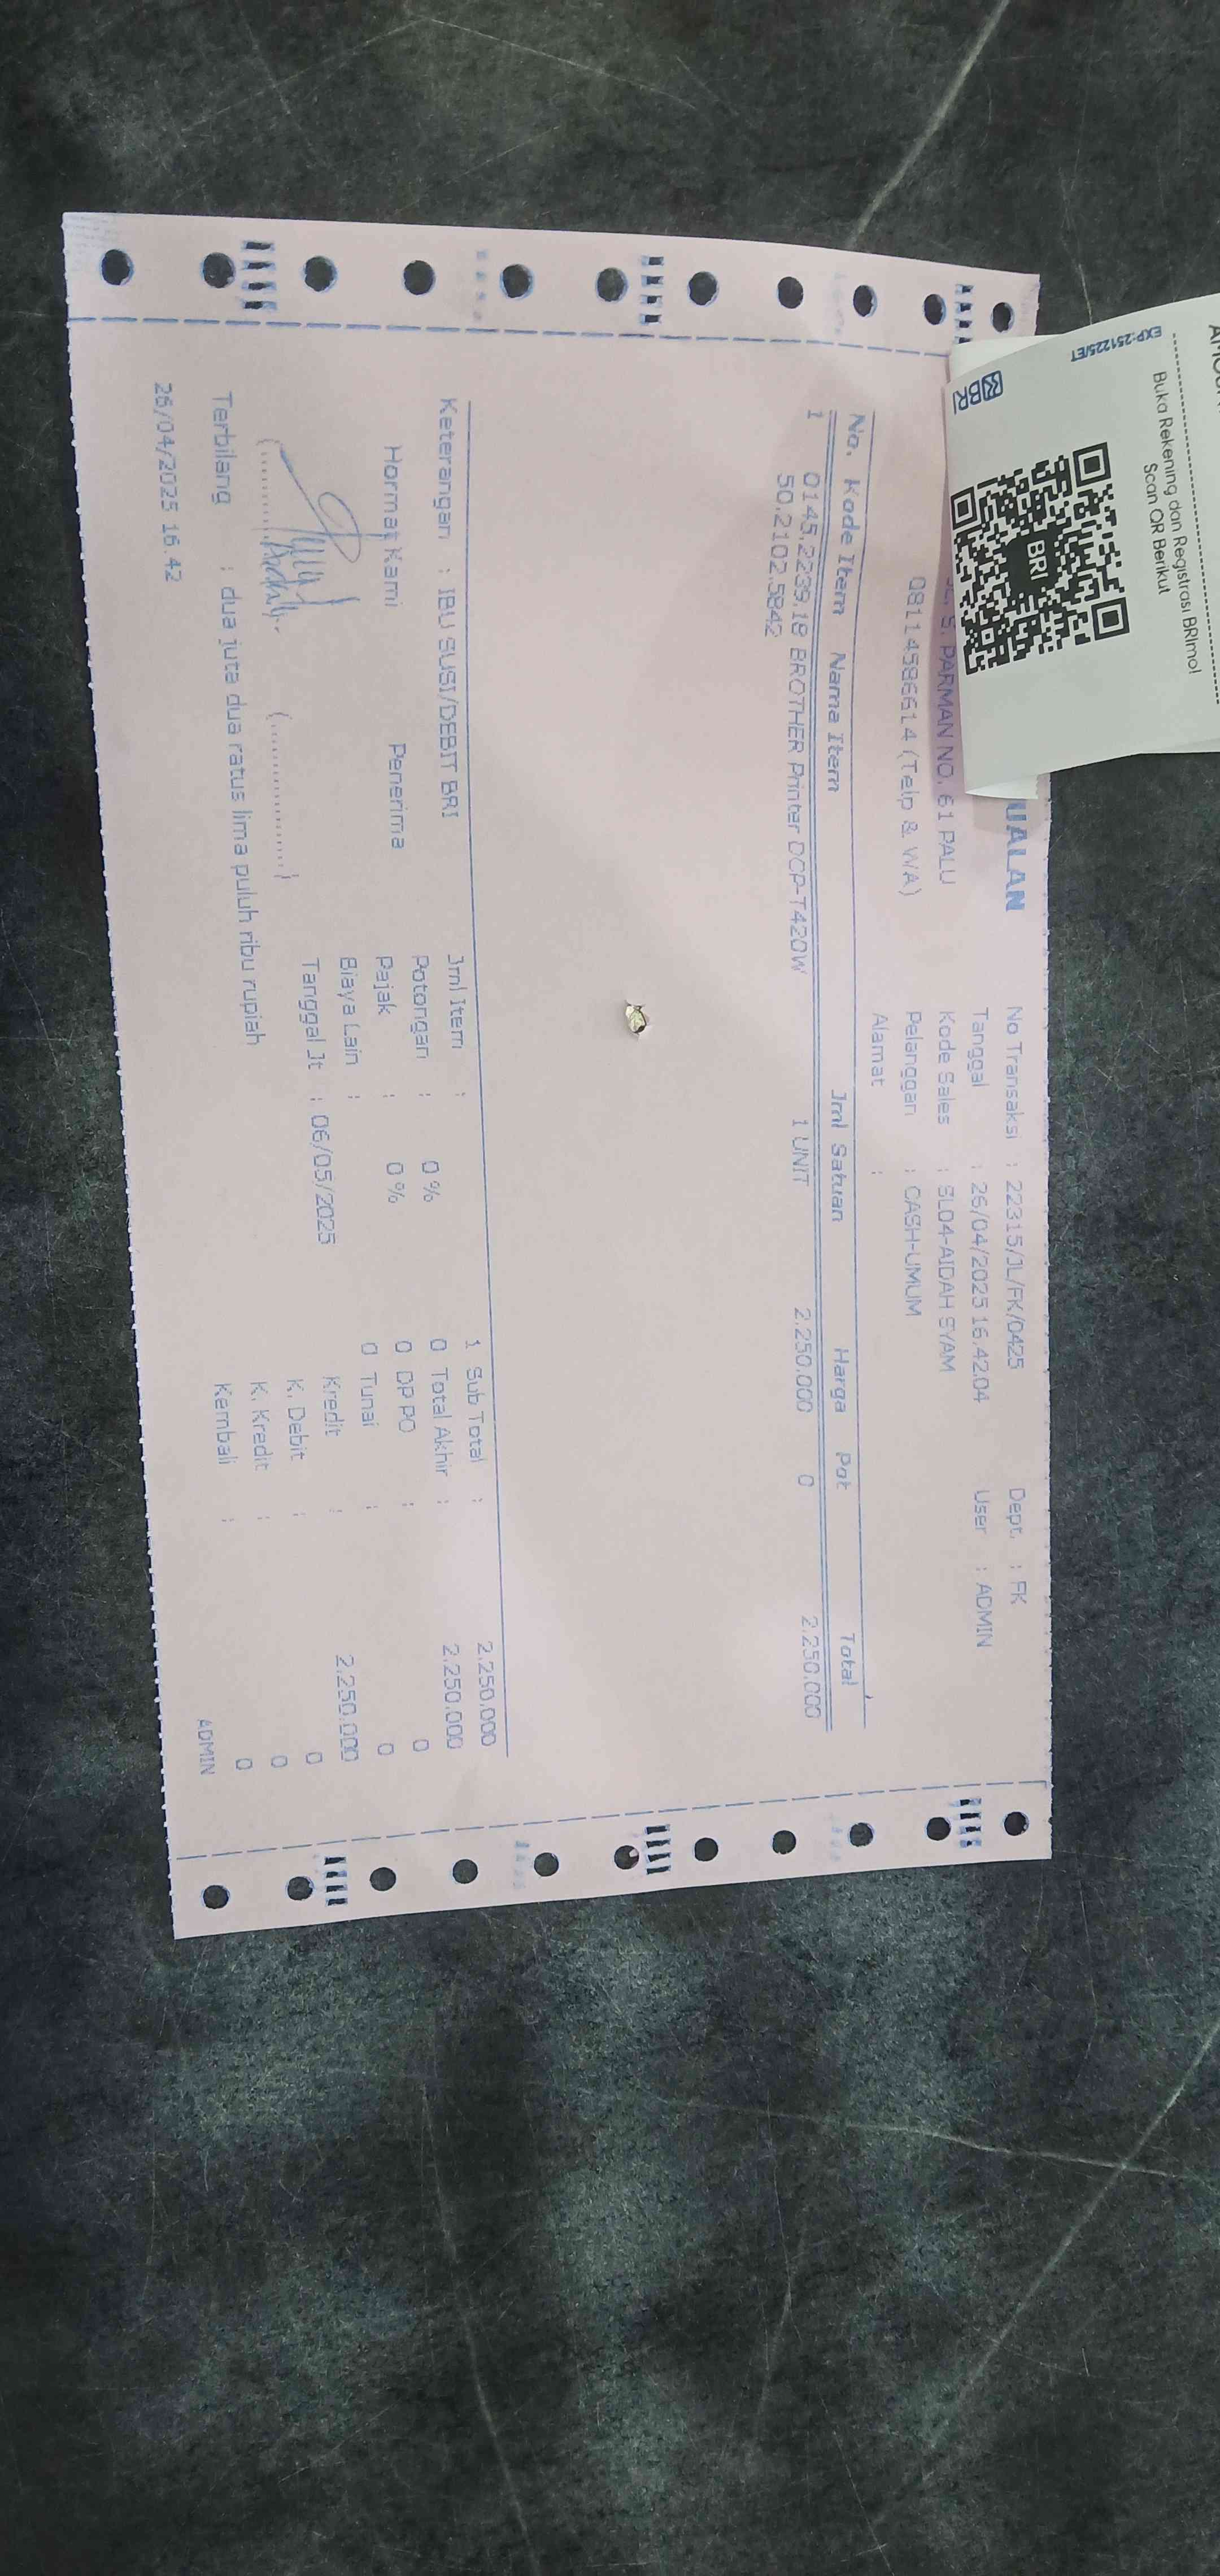 UALAN
S. PARMAN NO. 61 PALU
08114586614 (Telp & WA)
No Transaksi : 22315/JL/FK/0425
Tanggal : 26/04/2025 16.42.04
Kode Sales : SL04-AIDAH SYAM
Pelanggan : CASH-UMUM
Alamat :
Dept. : FK
User : ADMIN
No. Kode Item Nama Item Jml Satuan Harga Pot Total
1 0145.2239.18 BROTHER Printer DCP-T420W 1 UNIT 2.250.000 0 2.250.000
50.2102.5842
Keterangan : IBU SUSI/DEBIT BRI
Hormat Kami Penerima
Terbilang : dua juta dua ratus lima puluh ribu rupiah
26/04/2025 16.42
Jml Item : 1
Potongan : 0 % 0
Pajak : 0 % 0
Biaya Lain : 0
Tanggal Jt : 06/05/2025
Sub Total : 2.250.000
Total Akhir : 2.250.000
DP PO : 0
Tunai : 0
Kredit : 2.250.000
K. Debit : 0
K. Kredit : 0
Kembali : 0
ADMIN
Buka Rekening dan Registrasi BRImo!
Scan QR Berikut
BRI
BRI
EXP:251225/ET